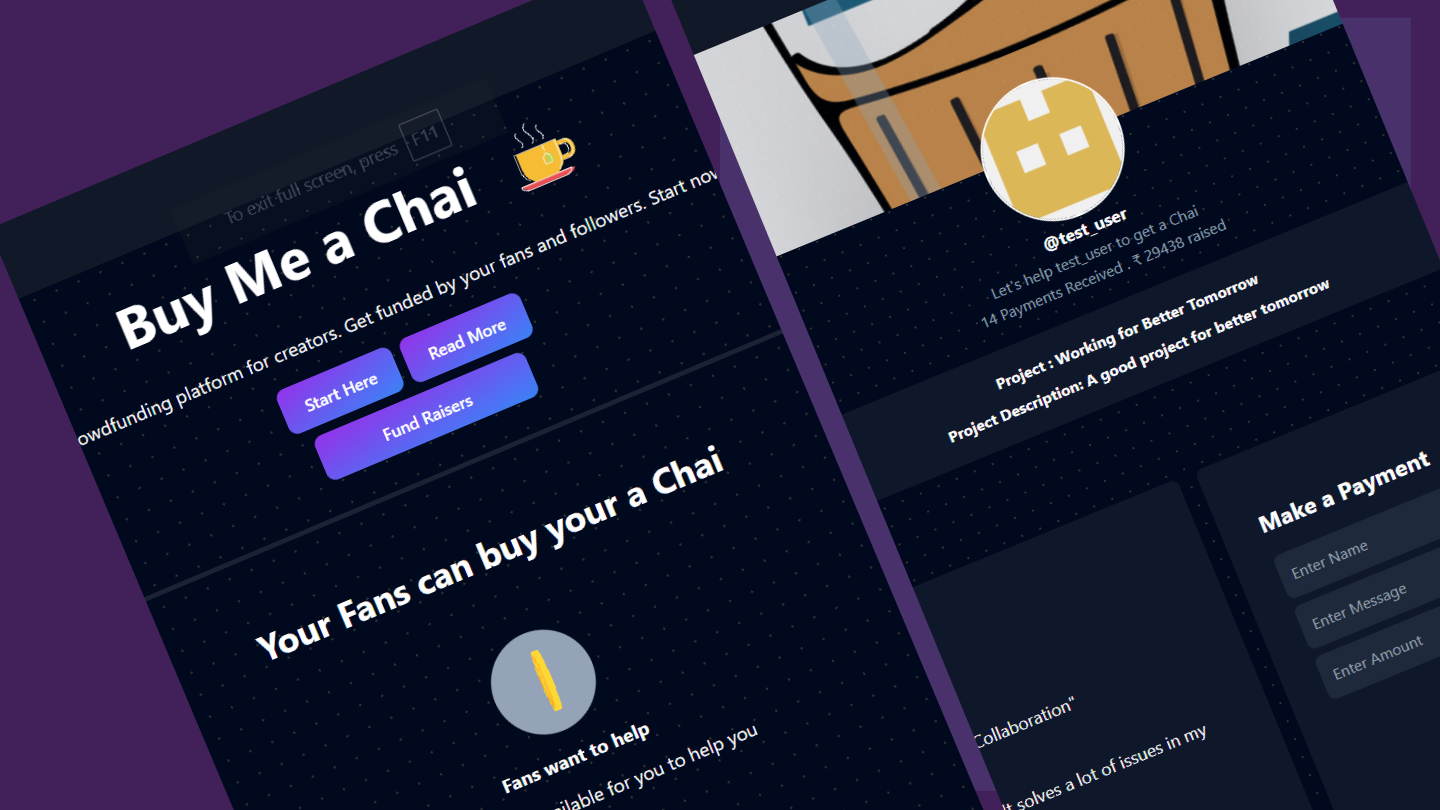 To exit full screen, press F11
Buy Me a Chai
owdfunding platform for creators. Get funded by your fans and followers. Start now
Start Here
Read More
Fund Raisers
Your Fans can buy your a Chai
Fans want to help
ilable for you to help you
@test_user
Let's help test_user to get a Chai
14 Payments Received . ₹ 29438 raised
Project : Working for Better Tomorrow
Project Description: A good project for better tomorrow
Collaboration"
It solves a lot of issues in my
Make a Payment
Enter Name
Enter Message
Enter Amount